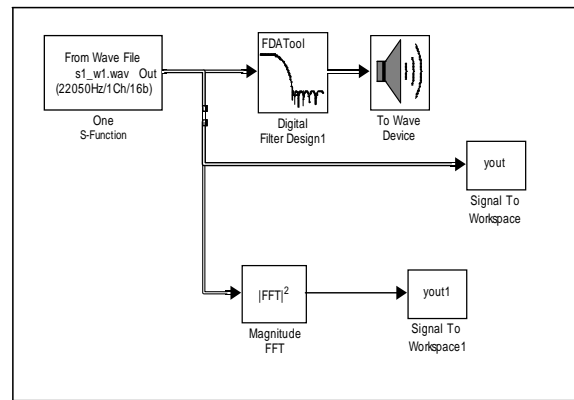 From Wave File
s1_w1.wav Out
(22050Hz/1Ch/16b)
One
S-Function
FDATool
Digital
Filter Design1
To Wave
Device
yout
Signal To
Workspace
|FFT|²
Magnitude
FFT
yout1
Signal To
Workspace1